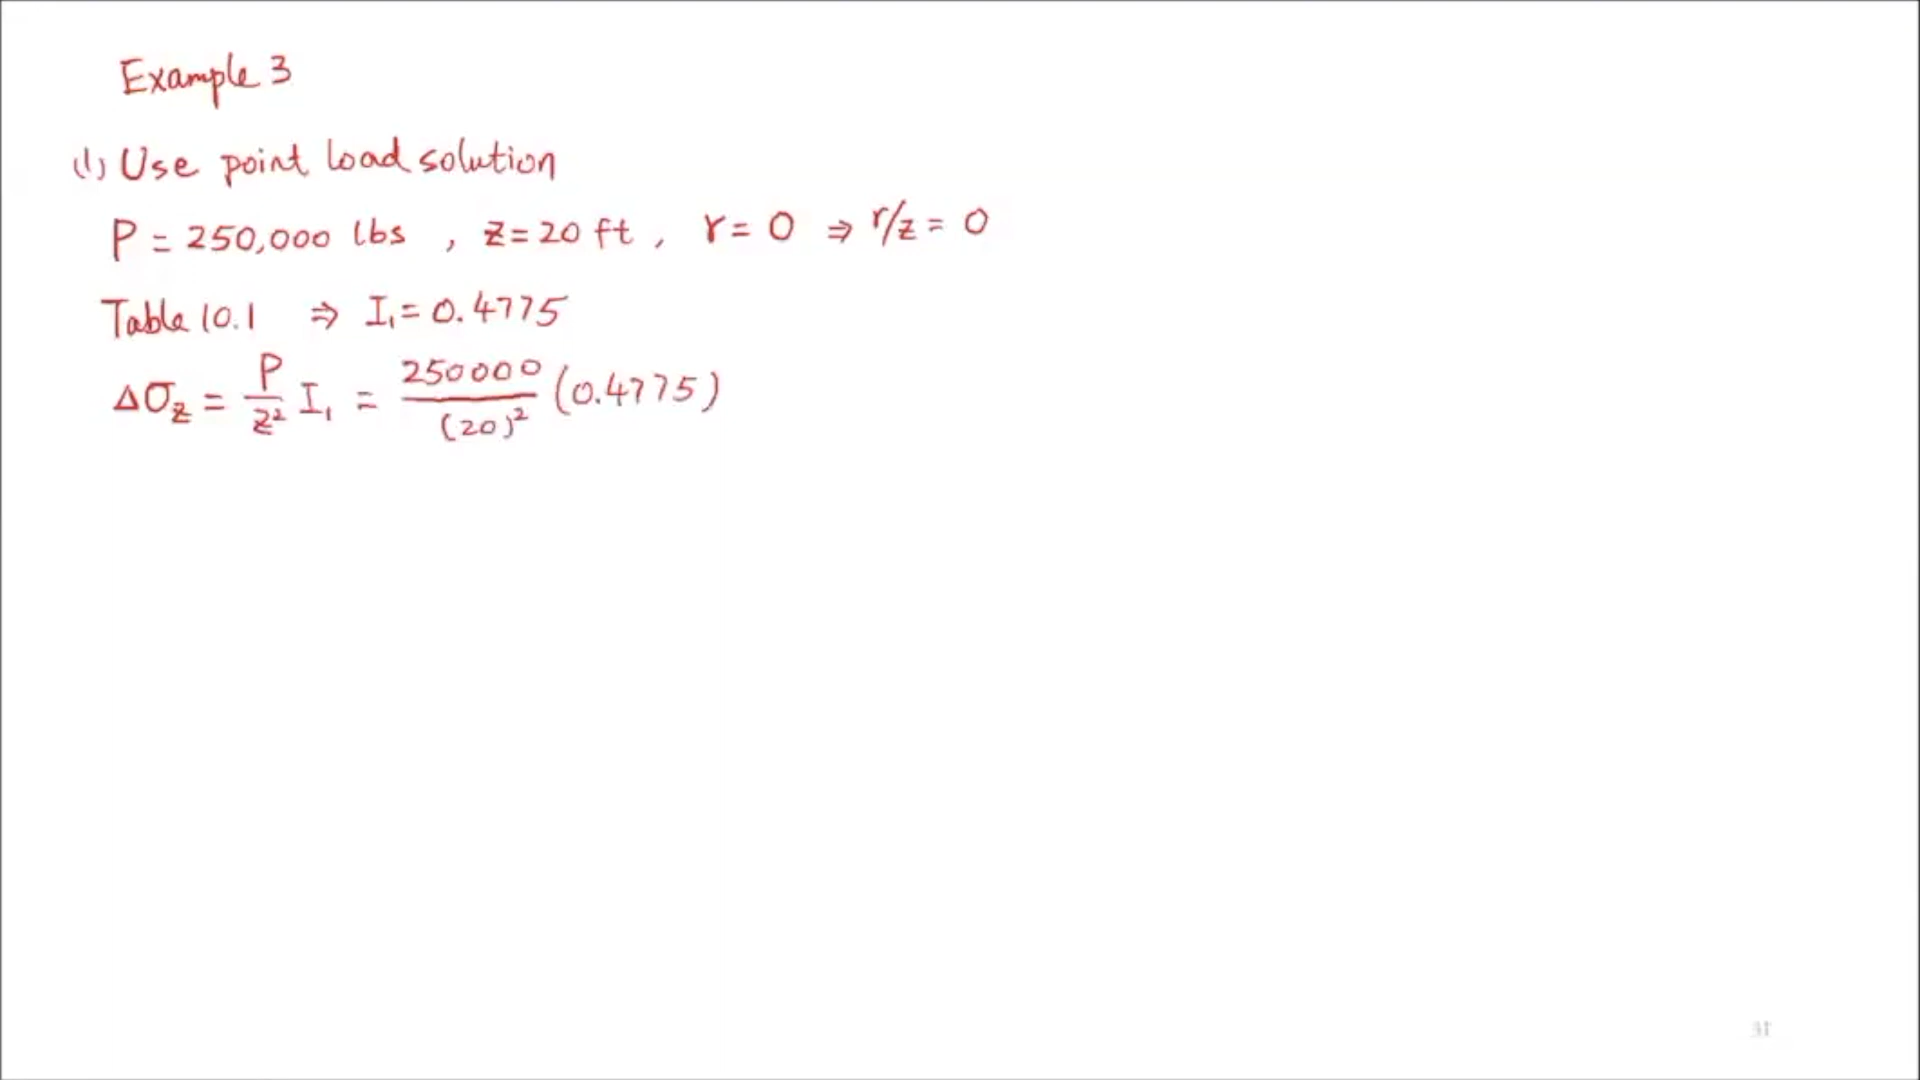 Example 3
(1) Use point load solution
P = 250,000 lbs , z = 20 ft , r = 0 ⇒ r/z = 0
Table 10.1 ⇒ I₁ = 0.4775
Δσz = P/z² I₁ = 250000/(20)² (0.4775)